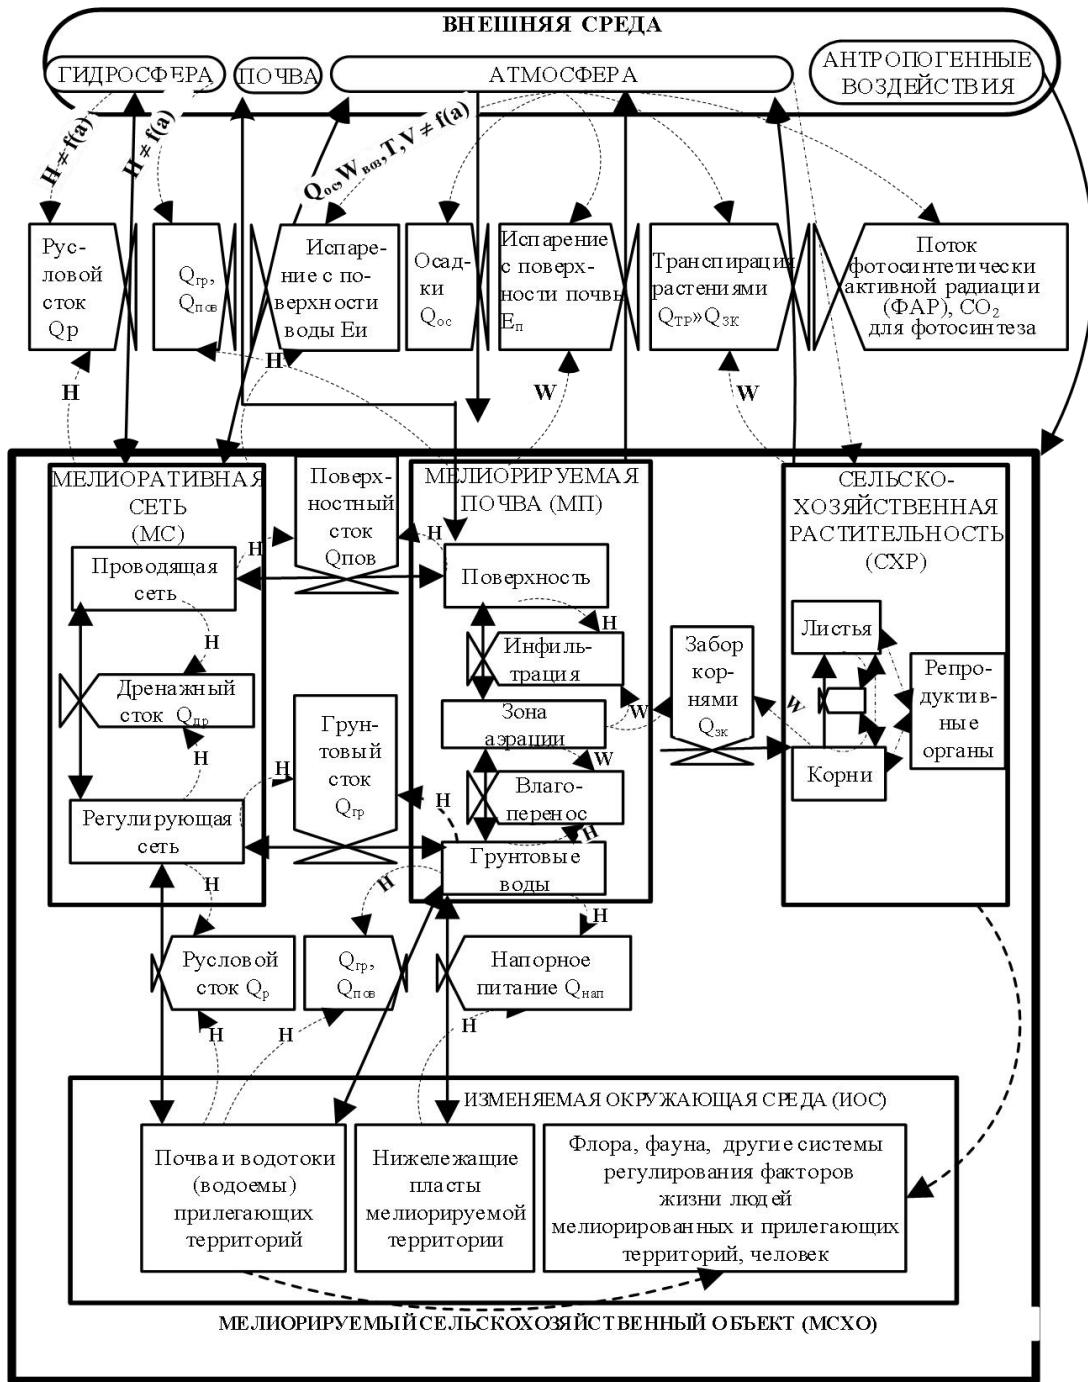 ВНЕШНЯЯ СРЕДА
ГИДРОСФЕРА
ПОЧВА
АТМОСФЕРА
АНТРОПОГЕННЫЕ
ВОЗДЕЙСТВИЯ
H ≠ f(a)
H ≠ f(a)
Qос,Wвоз,T,V ≠ f(a)
Рус-
ловой
сток
Qр
Qгр,
Qпов
Испаре-
ние с по-
верхности
воды Еи
Осад-
ки
Qос
Испарение
с поверх-
ности почвы
Eп
Транспирация
растениями
QТР»QЗК
Поток
фотосинтетически
активной радиации
(ФАР), CO2
для фотосинтеза
H
H
W
W
МЕЛИОРАТИВНАЯ
СЕТЬ
(МС)
Поверх-
ностный
сток
Qпов
МЕЛИОРИРУЕМАЯ
ПОЧВА (МП)
СЕЛЬСКО-
ХОЗЯЙСТВЕННАЯ
РАСТИТЕЛЬНОСТЬ
(СХР)
H
H
Проводящая
сеть
Поверхность
H
H
Инфиль-
трация
Забор
кор-
нями
Qзк
Листья
Репро-
дуктив-
ные
органы
Дренажный
сток Qдр
Грун-
товый
сток
Qгр
Зона
аэрации
W
W
H
H
W
Влаго-
перенос
Корни
H
H
Регулирующая
сеть
Грунтовые
воды
H
H
H
Русловой
сток Qр
Qгр,
Qпов
Напорное
питание Qнап
H
H
H
ИЗМЕНЯЕМАЯ ОКРУЖАЮЩАЯ СРЕДА (ИОС)
Почва и водотоки
(водоемы)
прилегающих
территорий
Нижележащие
пласты
мелиорируемой
территории
Флора, фауна, другие системы
регулирования факторов
жизни людей
мелиорированных и прилегающих
территорий, человек
МЕЛИОРИРУЕМЫЙ СЕЛЬСКОХОЗЯЙСТВЕННЫЙ ОБЪЕКТ (МСХО)